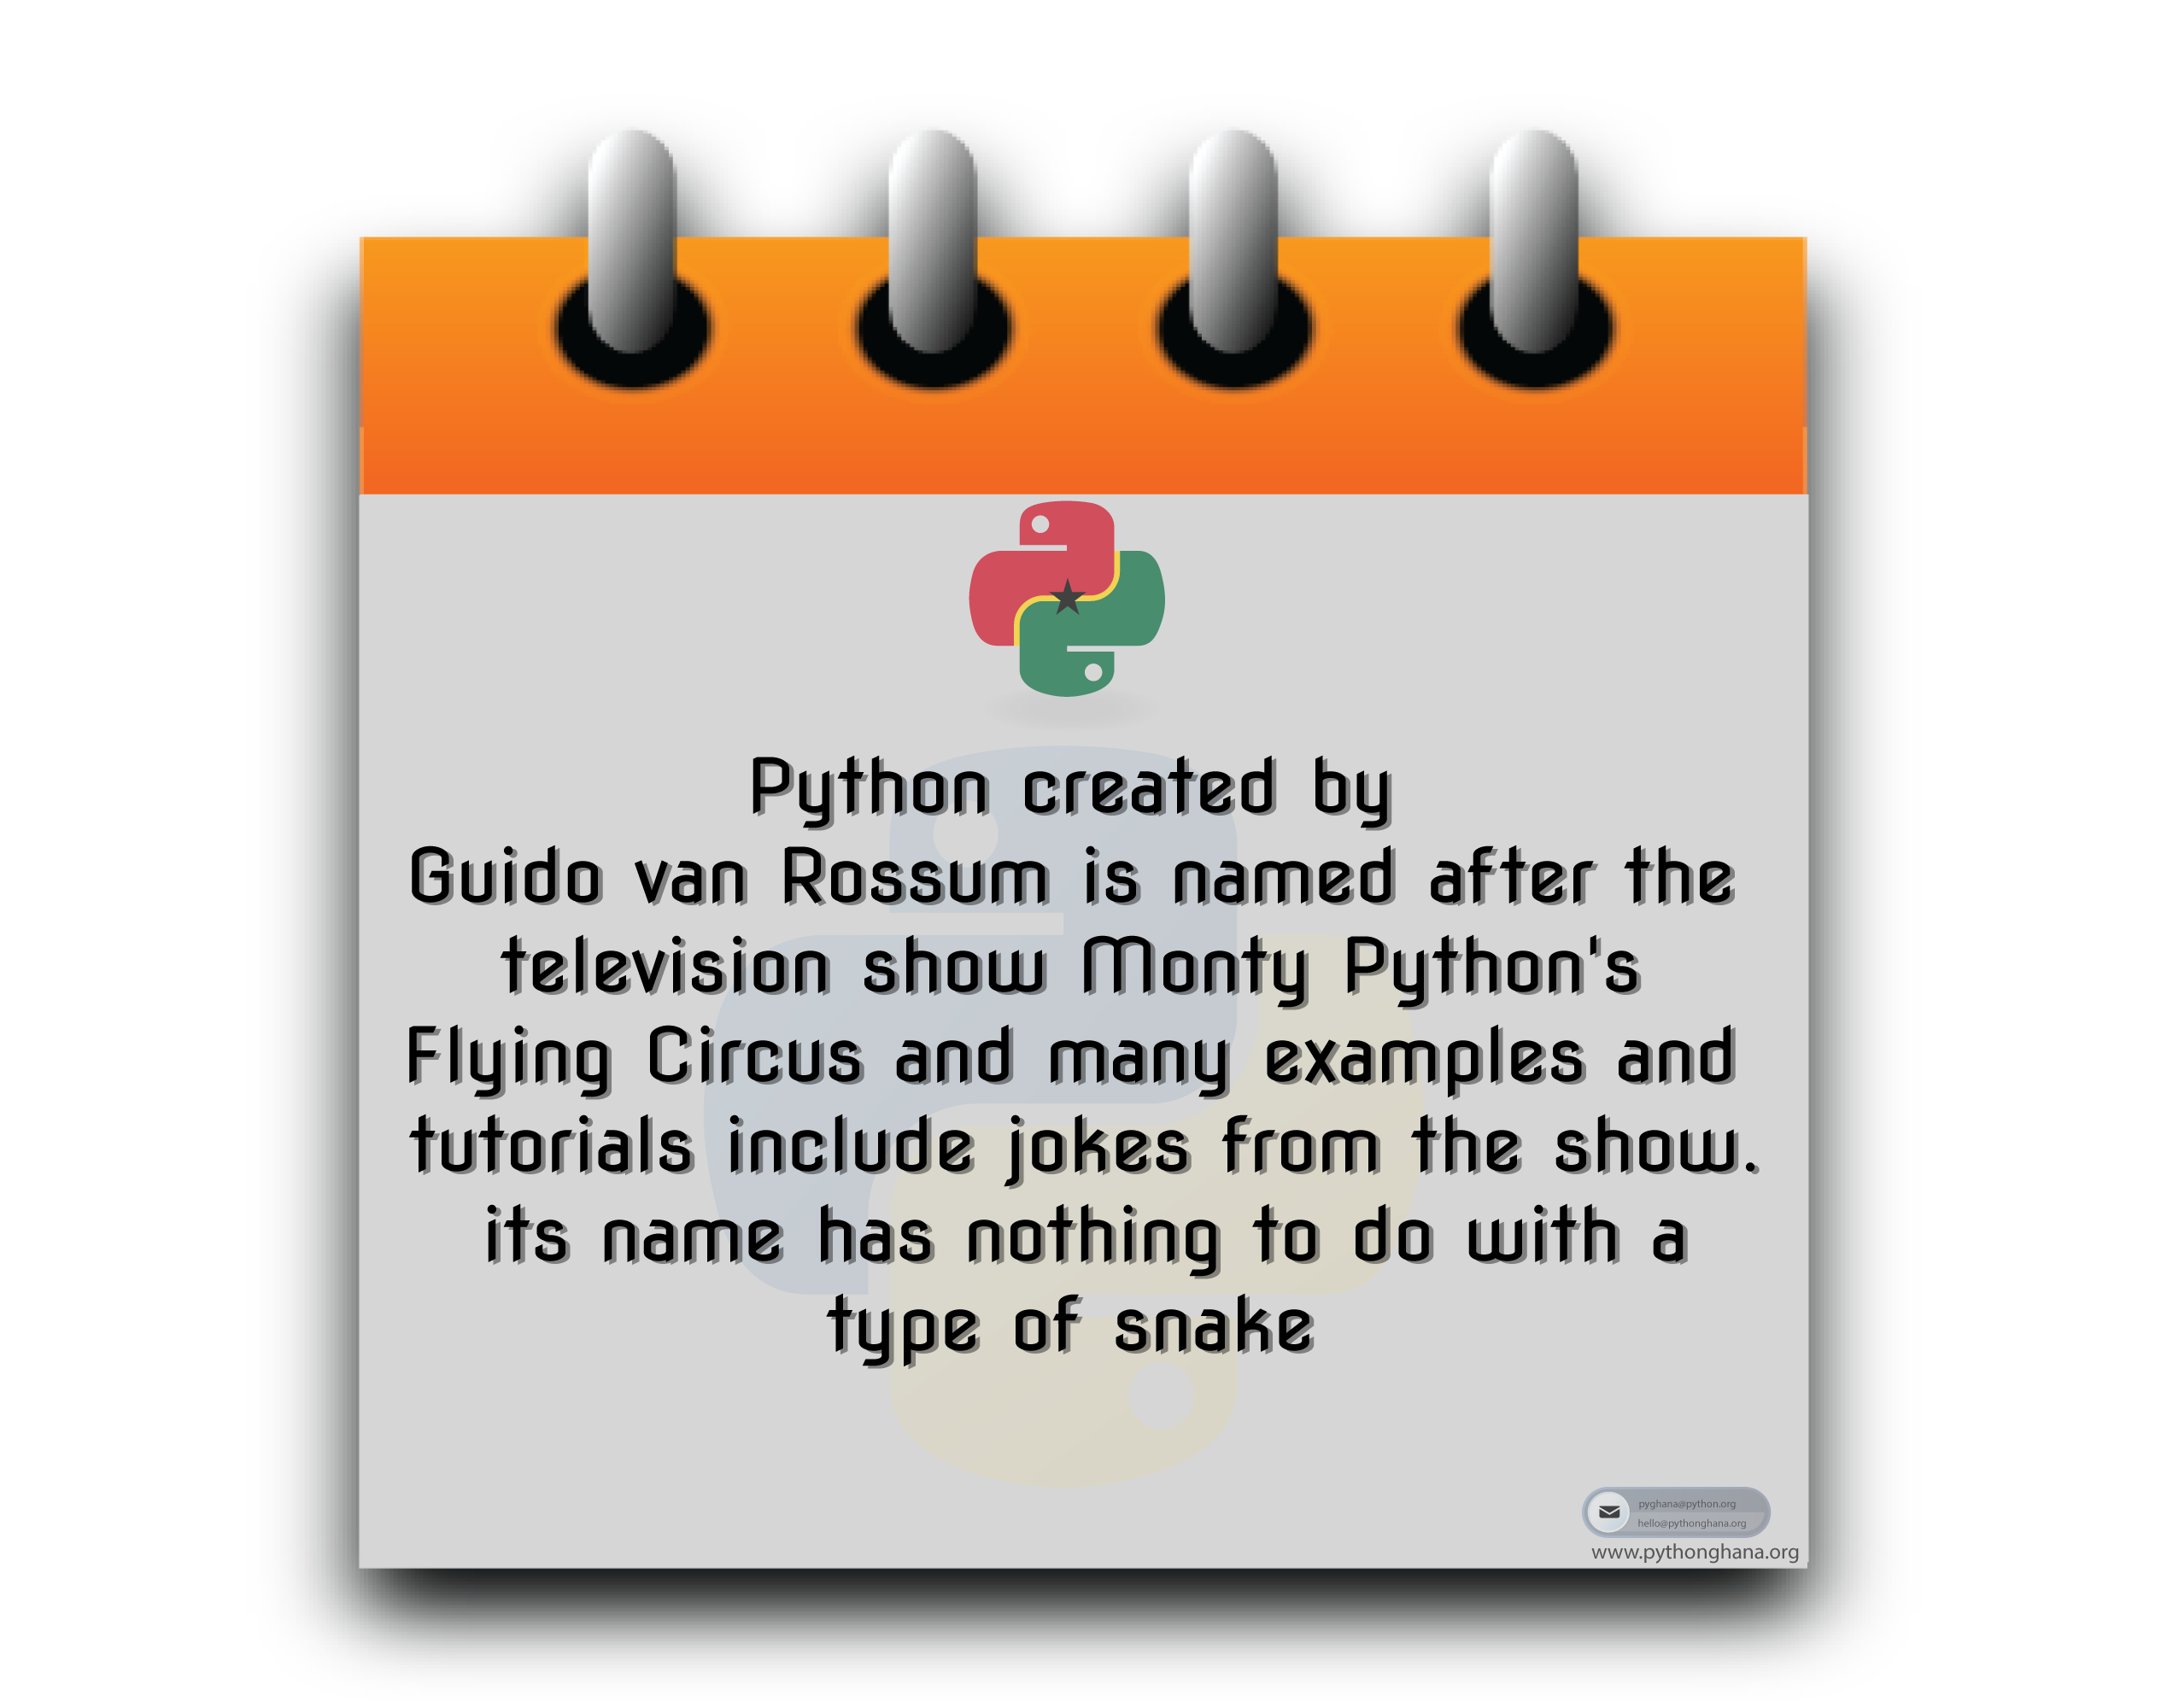 Python created by
Guido van Rossum is named after the
television show Monty Python's
Flying Circus and many examples and
tutorials include jokes from the show.
its name has nothing to do with a
type of snake
pyghana@python.org
hello@pythonghana.org
www.pythonghana.org